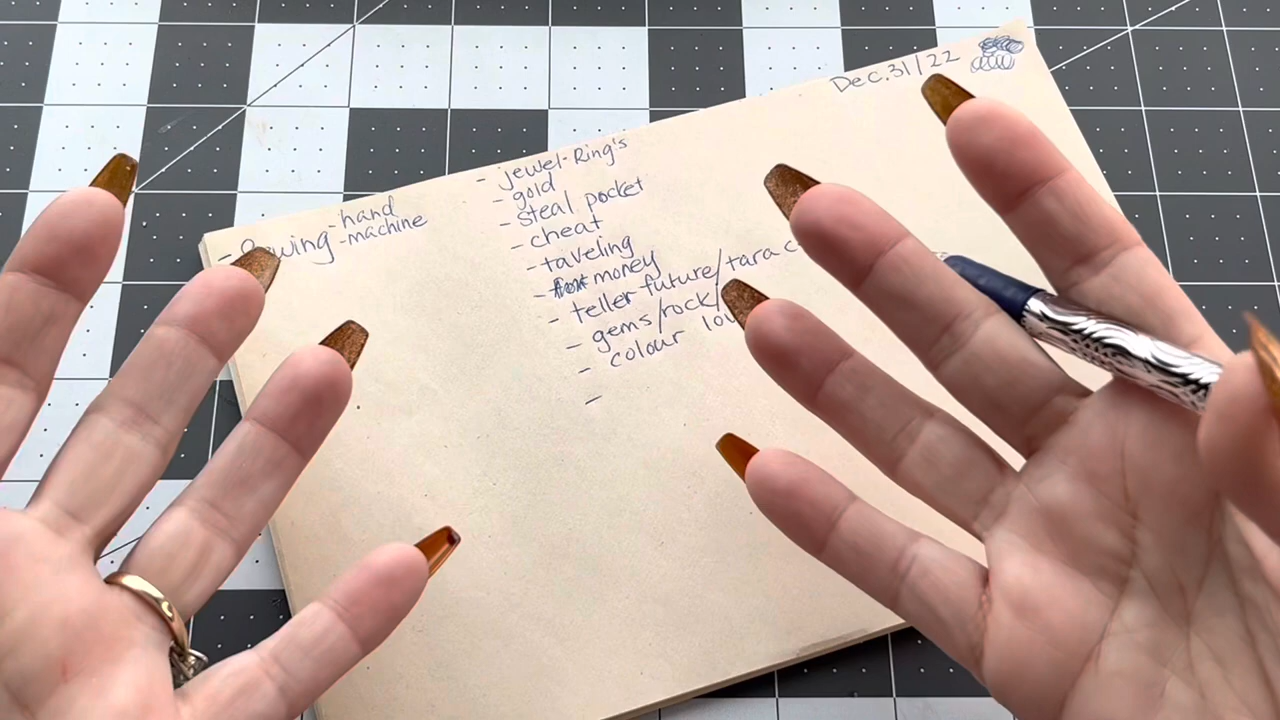 Dec. 31/22
- hand
- Sewing - machine
- jewel-Ring's
- gold
- steal pocket
- cheat
- taveling
- money
- teller future/tara
- gems/rock/
- colour
-